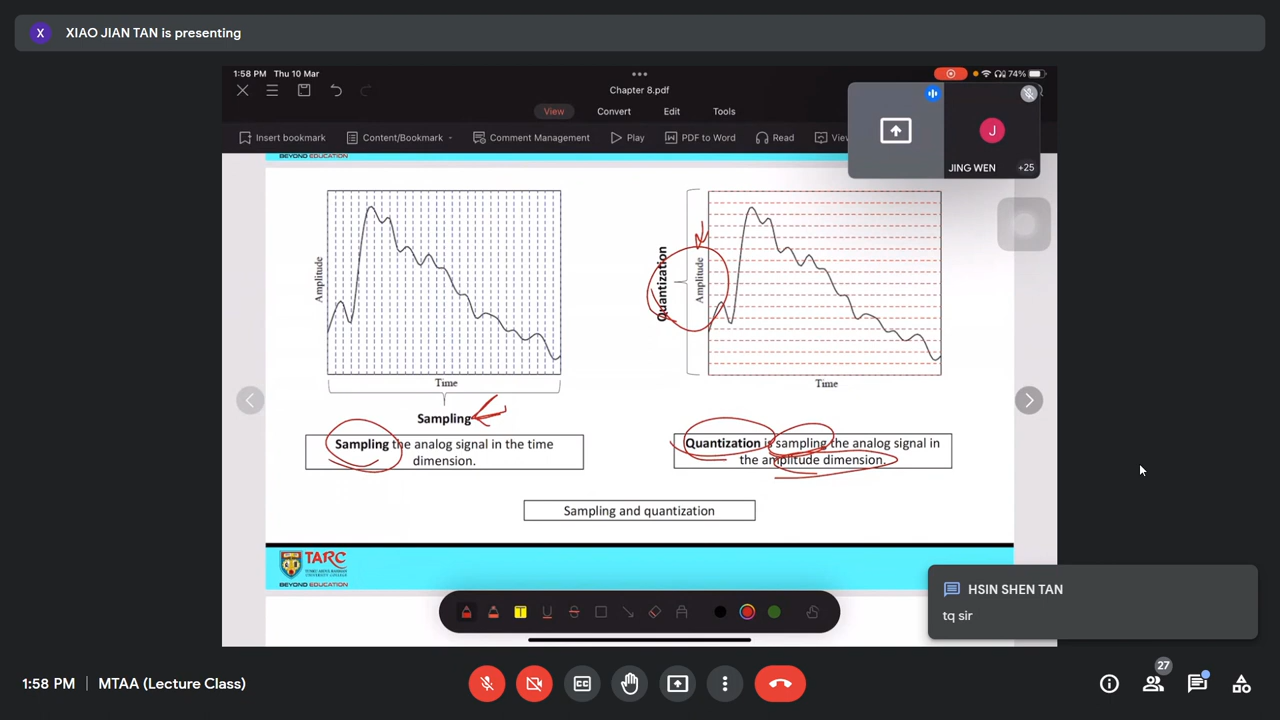 X
XIAO JIAN TAN is presenting
1:58 PM Thu 10 Mar
74%
Chapter 8.pdf
View
Convert
Edit
Tools
Insert bookmark
Content/Bookmark
Comment Management
Play
PDF to Word
Read
J
JING WEN
+25
BEYOND EDUCATION
Amplitude
Time
Sampling
Sampling the analog signal in the time
dimension.
Quantization
Amplitude
Time
Quantization is sampling the analog signal in
the amplitude dimension.
Sampling and quantization
TARC
BEYOND EDUCATION
HSIN SHEN TAN
tq sir
1:58 PM | MTAA (Lecture Class)
27